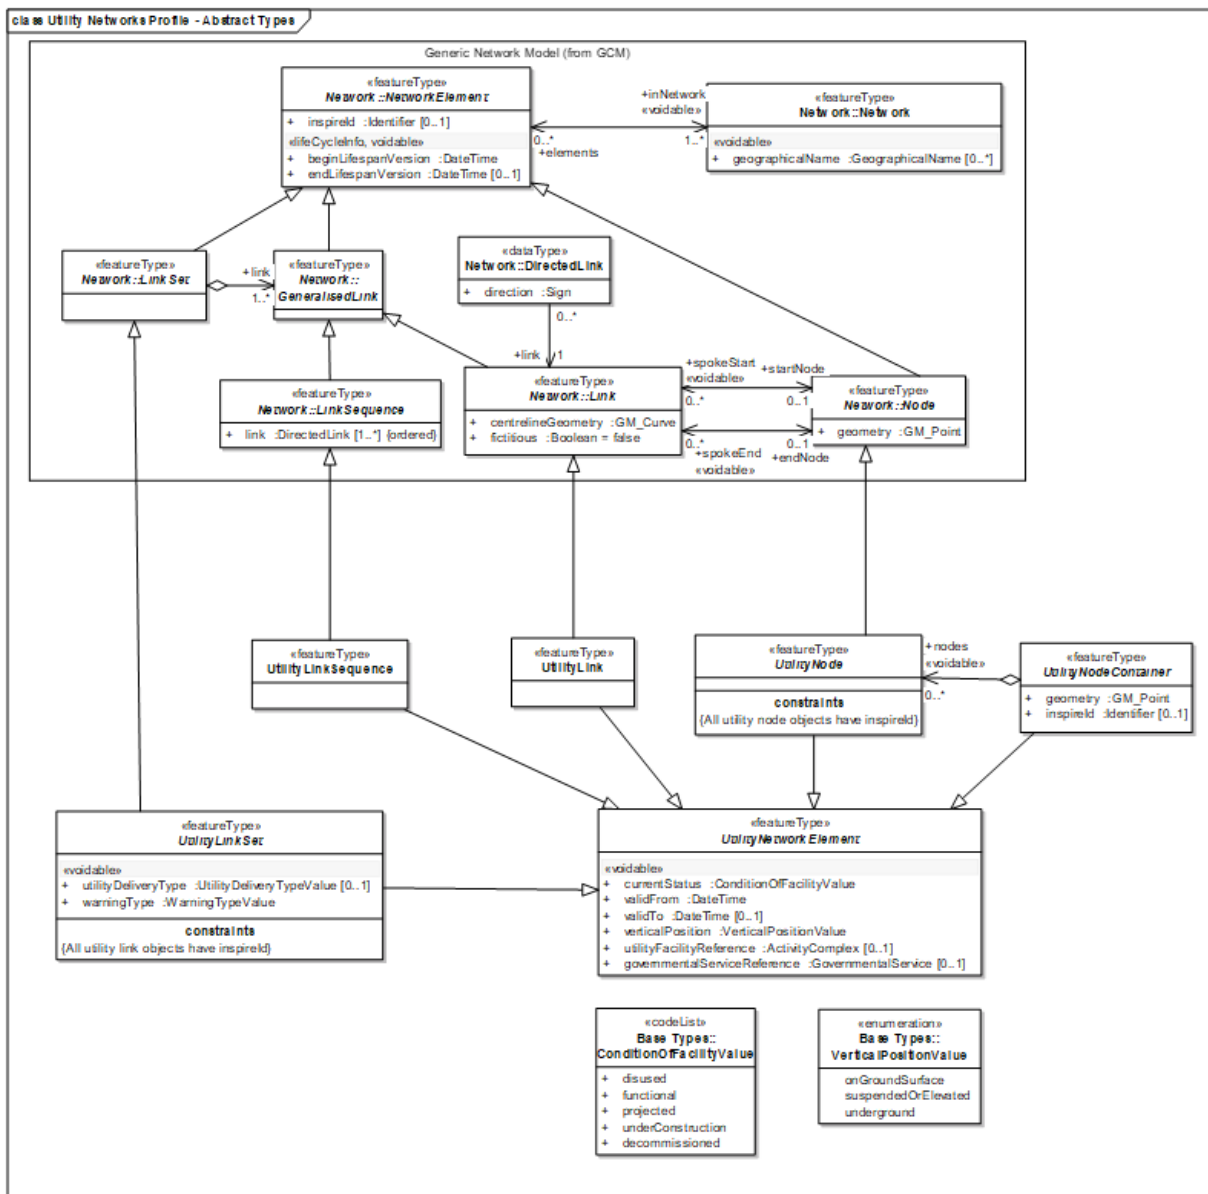 class Utility Networks Profile - Abstract Types
Generic Network Model (from GCM)
«featureType»
Network::NetworkElement
+ inspireId :Identifier [0..1]
«lifeCycleInfo, voidable»
+ beginLifespanVersion :DateTime
+ endLifespanVersion :DateTime [0..1]
+inNetwork
«voidable»
0..*
1..*
+elements
«featureType»
Network::Network
«voidable»
+ geographicalName :GeographicalName [0..*]
«featureType»
Network::LinkSet
+link
1..*
«featureType»
Network::
GeneralisedLink
«dataType»
Network::DirectedLink
+ direction :Sign
0..*
+link
1
«featureType»
Network::LinkSequence
+ link :DirectedLink [1..*] {ordered}
«featureType»
Network::Link
+ centrelineGeometry :GM_Curve
+ fictitious :Boolean = false
+spokeStart
«voidable»
+startNode
0..*
0..1
0..*
0..1
+spokeEnd
+endNode
«voidable»
«featureType»
Network::Node
+ geometry :GM_Point
«featureType»
UtilityLinkSequence
«featureType»
UtilityLink
«featureType»
UtilityNode
constraints
{All utility node objects have inspireId}
+nodes
«voidable»
0..*
«featureType»
UtilityNodeContainer
+ geometry :GM_Point
+ inspireId :Identifier [0..1]
«featureType»
UtilityLinkSet
«voidable»
+ utilityDeliveryType :UtilityDeliveryTypeValue [0..1]
+ warningType :WarningTypeValue
constraints
{All utility link objects have inspireId}
«featureType»
UtilityNetworkElement
«voidable»
+ currentStatus :ConditionOfFacilityValue
+ validFrom :DateTime
+ validTo :DateTime [0..1]
+ verticalPosition :VerticalPositionValue
+ utilityFacilityReference :ActivityComplex [0..1]
+ governmentalServiceReference :GovernmentalService [0..1]
«codeList»
Base Types::
ConditionOfFacilityValue
+ disused
+ functional
+ projected
+ underConstruction
+ decommissioned
«enumeration»
Base Types::
VerticalPositionValue
onGroundSurface
suspendedOrElevated
underground